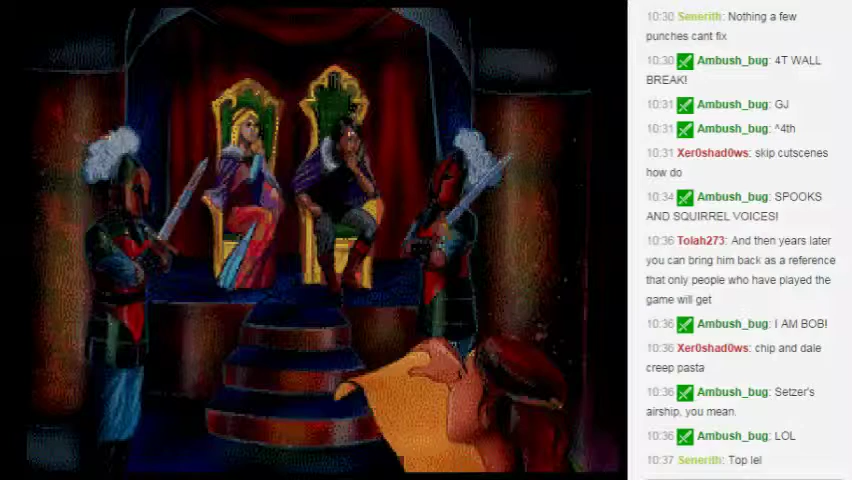 10:30 Senerith: Nothing a few
punches cant fix
10:30 Ambush_bug: 4T WALL
BREAK!
10:31 Ambush_bug: GJ
10:31 Ambush_bug: ^4th
10:31 Xer0shad0ws: skip cutscenes
how do
10:34 Ambush_bug: SPOOKS
AND SQUIRREL VOICES!
10:36 Tolah273: And then years later
you can bring him back as a reference
that only people who have played the
game will get
10:36 Ambush_bug: I AM BOB!
10:36 Xer0shad0ws: chip and dale
creep pasta
10:36 Ambush_bug: Setzer's
airship, you mean.
10:36 Ambush_bug: LOL
10:37 Senerith: Top lel